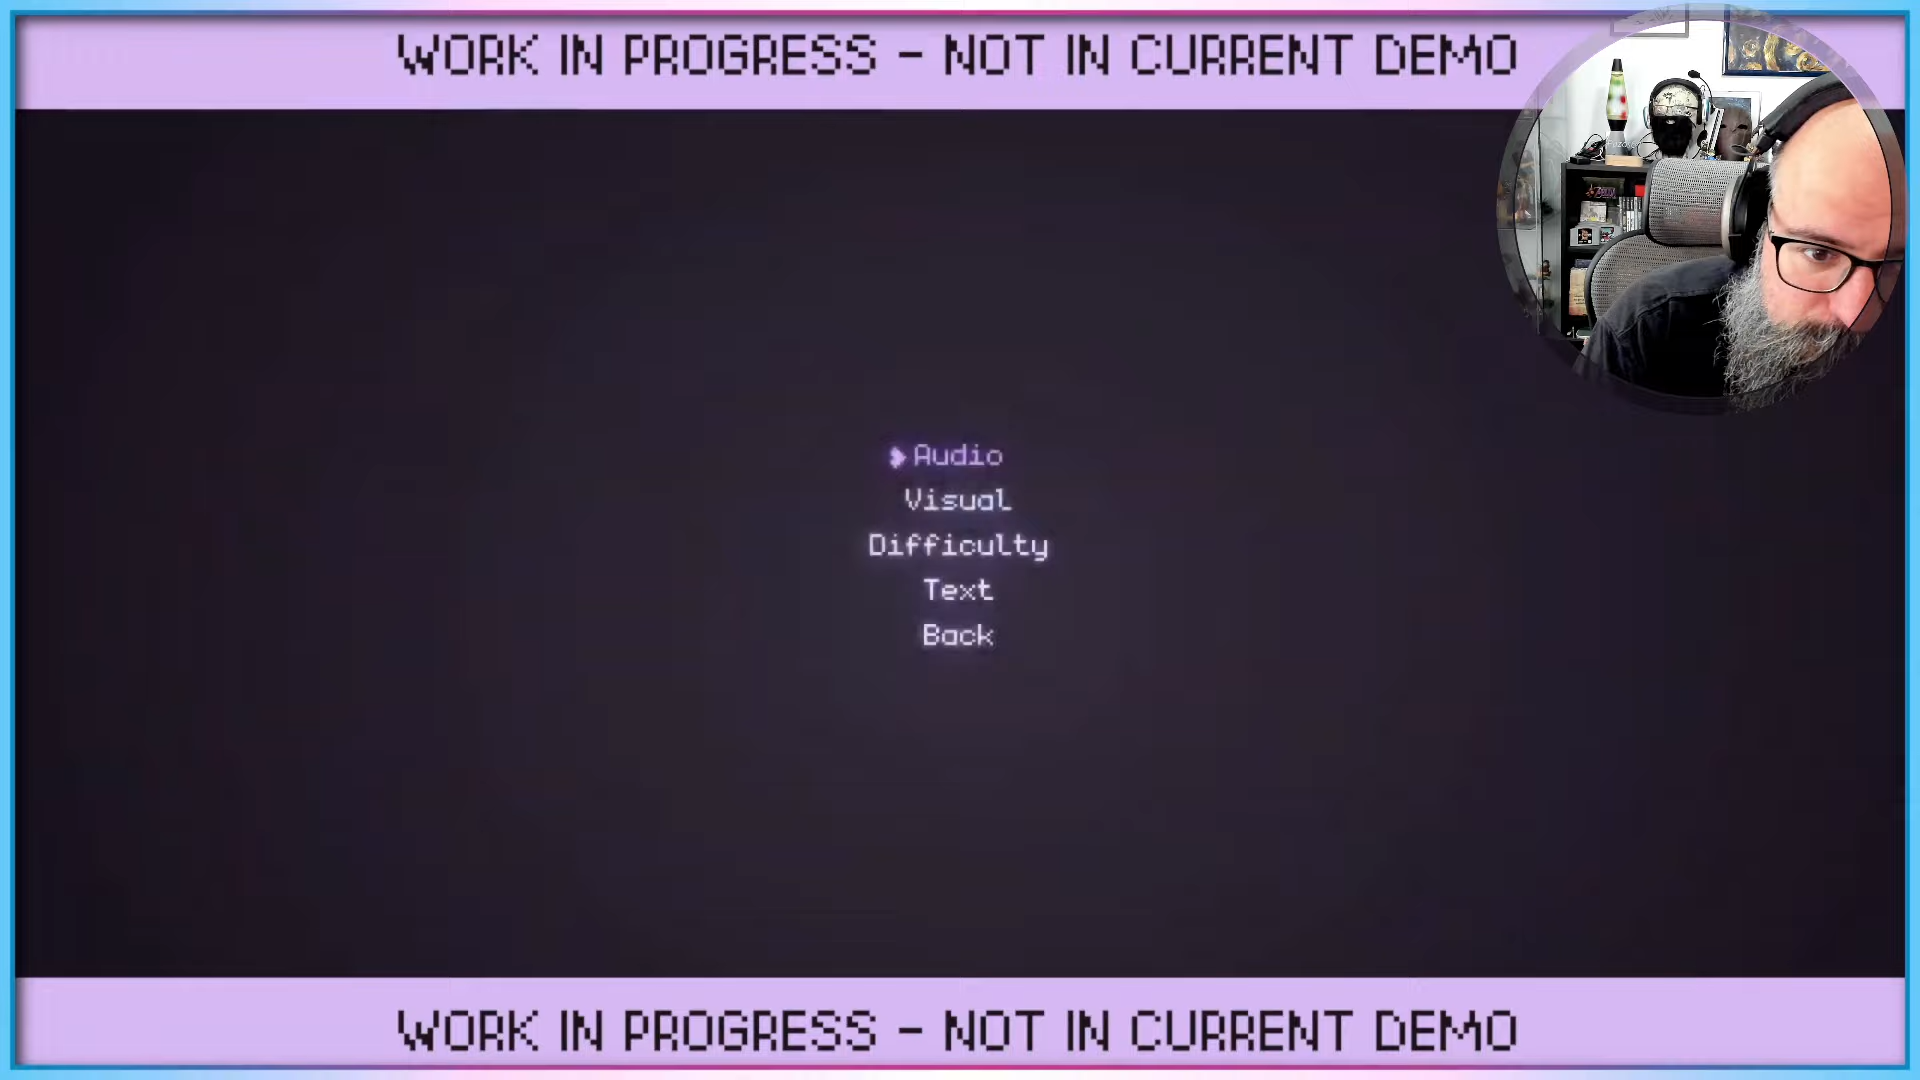 WORK IN PROGRESS - NOT IN CURRENT DEMO
Audio
Visual
Difficulty
Text
Back
WORK IN PROGRESS - NOT IN CURRENT DEMO